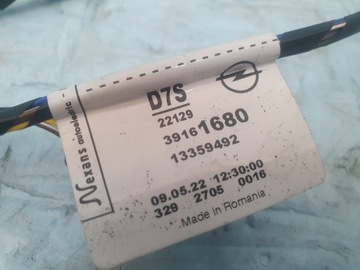 Nexans
autoelectric
D7S
22129
39161680
13359492
09.05.22 12:30:00
329 2705 0016
Made in Romania